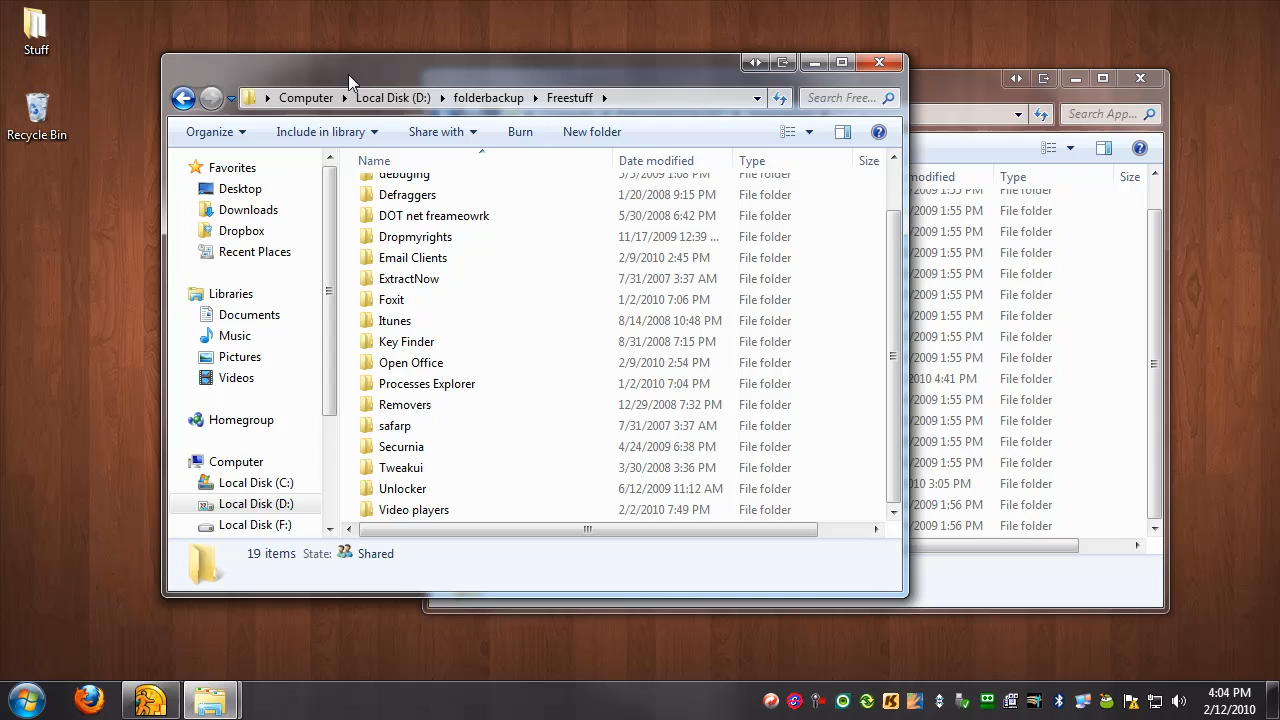 Stuff
Recycle Bin
Computer Local Disk (D:) folderbackup Freestuff Search Free...
Organize Include in library Share with Burn New folder
Favorites
Desktop
Downloads
Dropbox
Recent Places
Libraries
Documents
Music
Pictures
Videos
Homegroup
Computer
Local Disk (C:)
Local Disk (D:)
Local Disk (F:)
Name Date modified Type Size
debuging 5/5/2009 1:08 PM File folder
Defraggers 1/20/2008 9:15 PM File folder
DOT net freameowrk 5/30/2008 6:42 PM File folder
Dropmyrights 11/17/2009 12:39 ... File folder
Email Clients 2/9/2010 2:45 PM File folder
ExtractNow 7/31/2007 3:37 AM File folder
Foxit 1/2/2010 7:06 PM File folder
Itunes 8/14/2008 10:48 PM File folder
Key Finder 8/31/2008 7:15 PM File folder
Open Office 2/9/2010 2:54 PM File folder
Processes Explorer 1/2/2010 7:04 PM File folder
Removers 12/29/2008 7:32 PM File folder
safarp 7/31/2007 3:37 AM File folder
Securnia 4/24/2009 6:38 PM File folder
Tweakui 3/30/2008 3:36 PM File folder
Unlocker 6/12/2009 11:12 AM File folder
Video players 2/2/2010 7:49 PM File folder
19 items State: Shared
Search App...
modified Type Size
/2009 1:55 PM File folder
/2009 1:55 PM File folder
/2009 1:55 PM File folder
/2009 1:55 PM File folder
/2009 1:55 PM File folder
/2009 1:55 PM File folder
/2009 1:55 PM File folder
/2009 1:55 PM File folder
/2009 1:55 PM File folder
2010 4:41 PM File folder
/2009 1:55 PM File folder
/2009 1:55 PM File folder
/2009 1:55 PM File folder
/2009 1:55 PM File folder
010 3:05 PM File folder
/2009 1:56 PM File folder
/2009 1:56 PM File folder
4:04 PM
2/12/2010